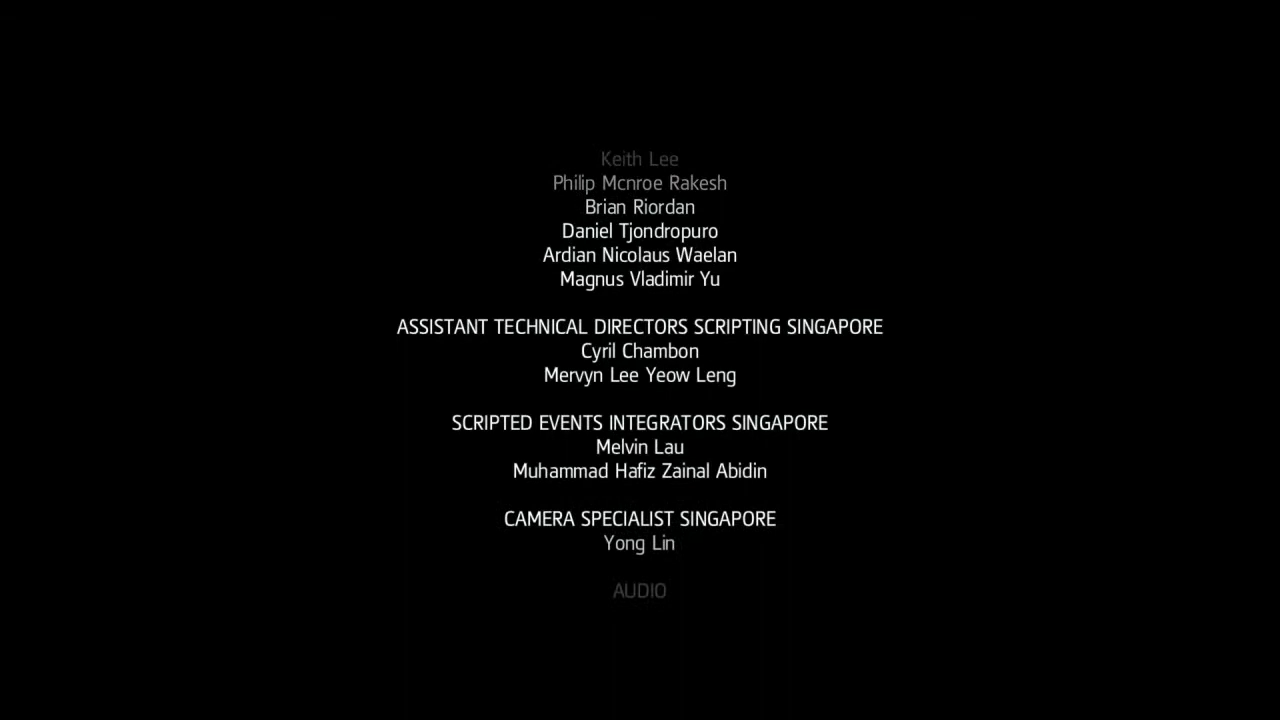 Keith Lee
Philip Mcnroe Rakesh
Brian Riordan
Daniel Tjondropuro
Ardian Nicolaus Waelan
Magnus Vladimir Yu
ASSISTANT TECHNICAL DIRECTORS SCRIPTING SINGAPORE
Cyril Chambon
Mervyn Lee Yeow Leng
SCRIPTED EVENTS INTEGRATORS SINGAPORE
Melvin Lau
Muhammad Hafiz Zainal Abidin
CAMERA SPECIALIST SINGAPORE
Yong Lin
AUDIO